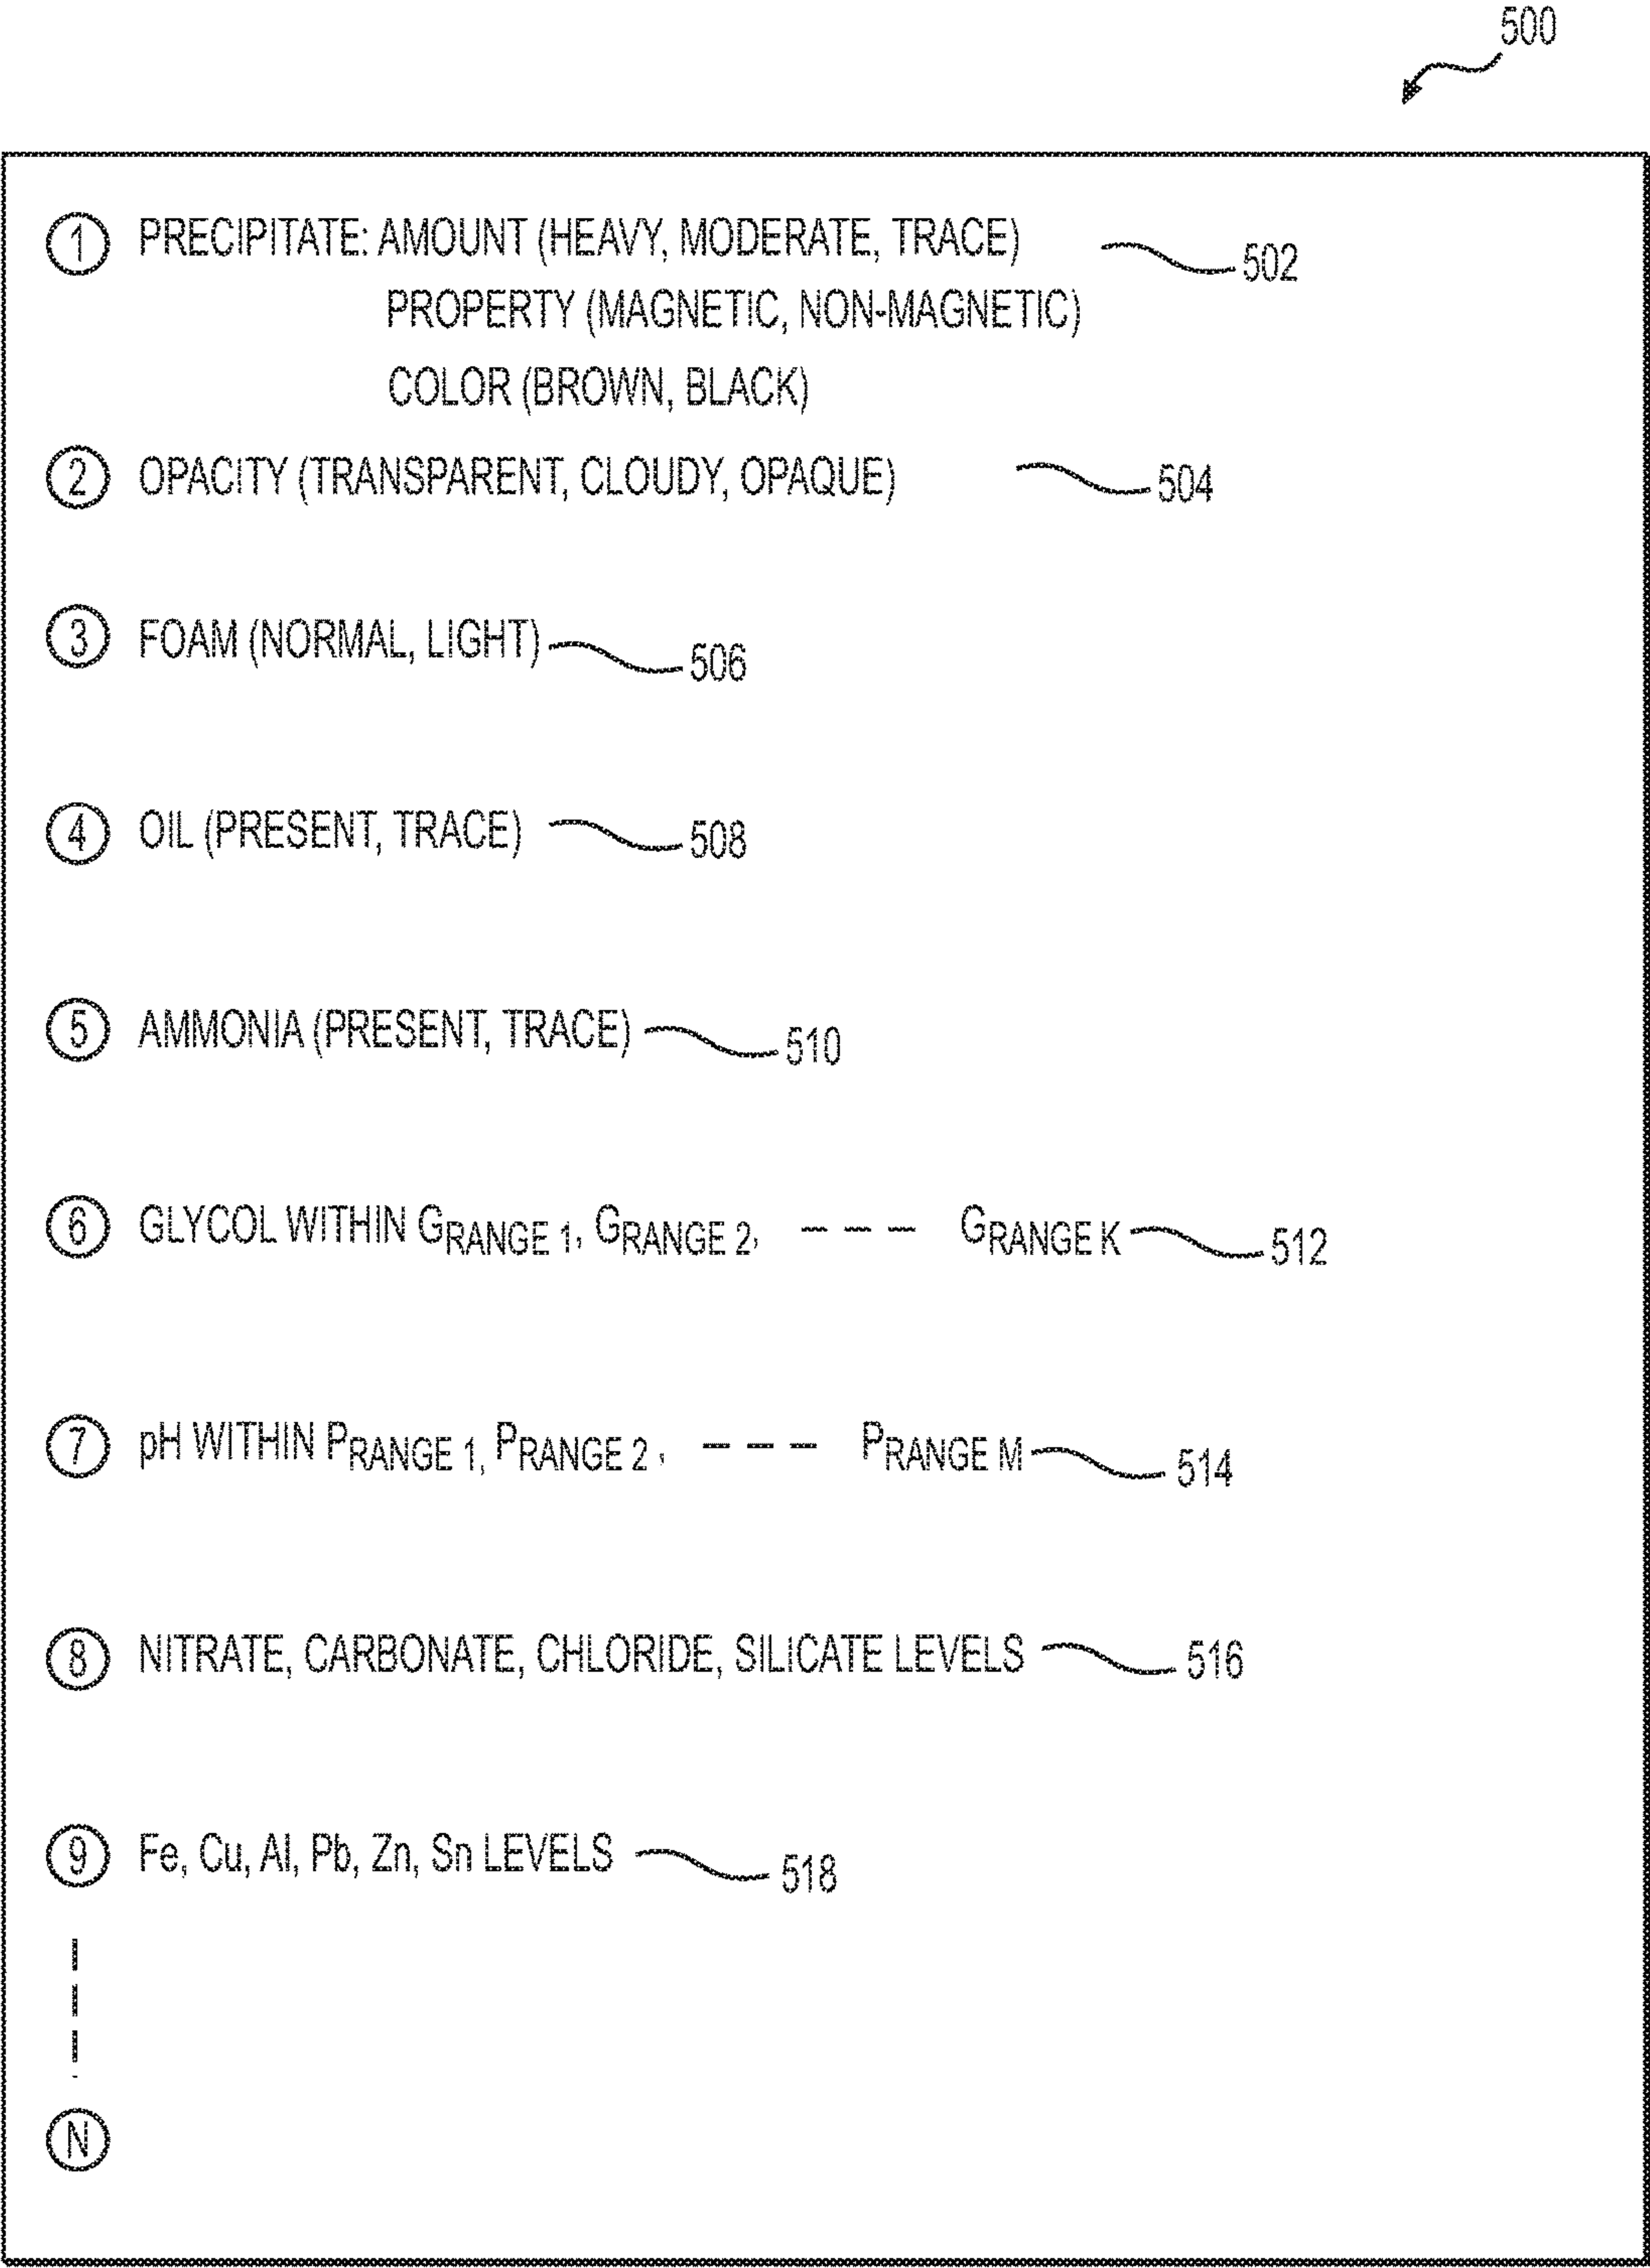 500
① PRECIPITATE: AMOUNT (HEAVY, MODERATE, TRACE) 502
PROPERTY (MAGNETIC, NON-MAGNETIC)
COLOR (BROWN, BLACK)
② OPACITY (TRANSPARENT, CLOUDY, OPAQUE) 504
③ FOAM (NORMAL, LIGHT) 506
④ OIL (PRESENT, TRACE) 508
⑤ AMMONIA (PRESENT, TRACE) 510
⑥ GLYCOL WITHIN GRANGE 1, GRANGE 2, --- GRANGE K 512
⑦ pH WITHIN PRANGE 1, PRANGE 2, --- PRANGE M 514
⑧ NITRATE, CARBONATE, CHLORIDE, SILICATE LEVELS 516
⑨ Fe, Cu, Al, Pb, Zn, Sn LEVELS 518
Ⓝ